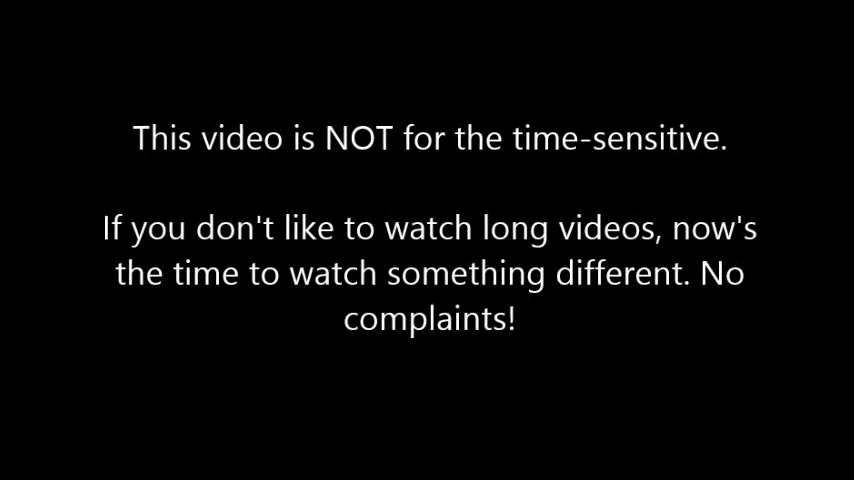 This video is NOT for the time-sensitive.
If you don't like to watch long videos, now's
the time to watch something different. No
complaints!